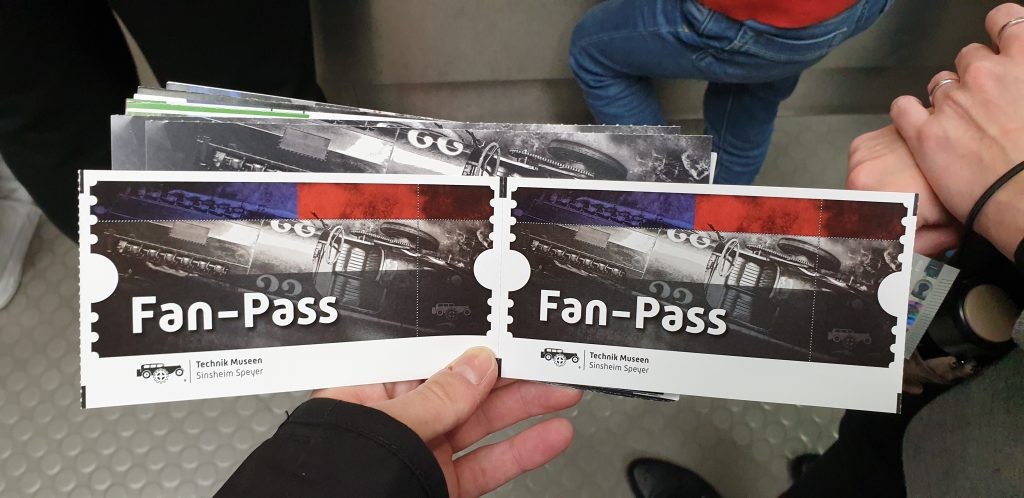 Fan-Pass
Technik Museen
Sinsheim Speyer
Fan-Pass
Technik Museen
Sinsheim Speyer